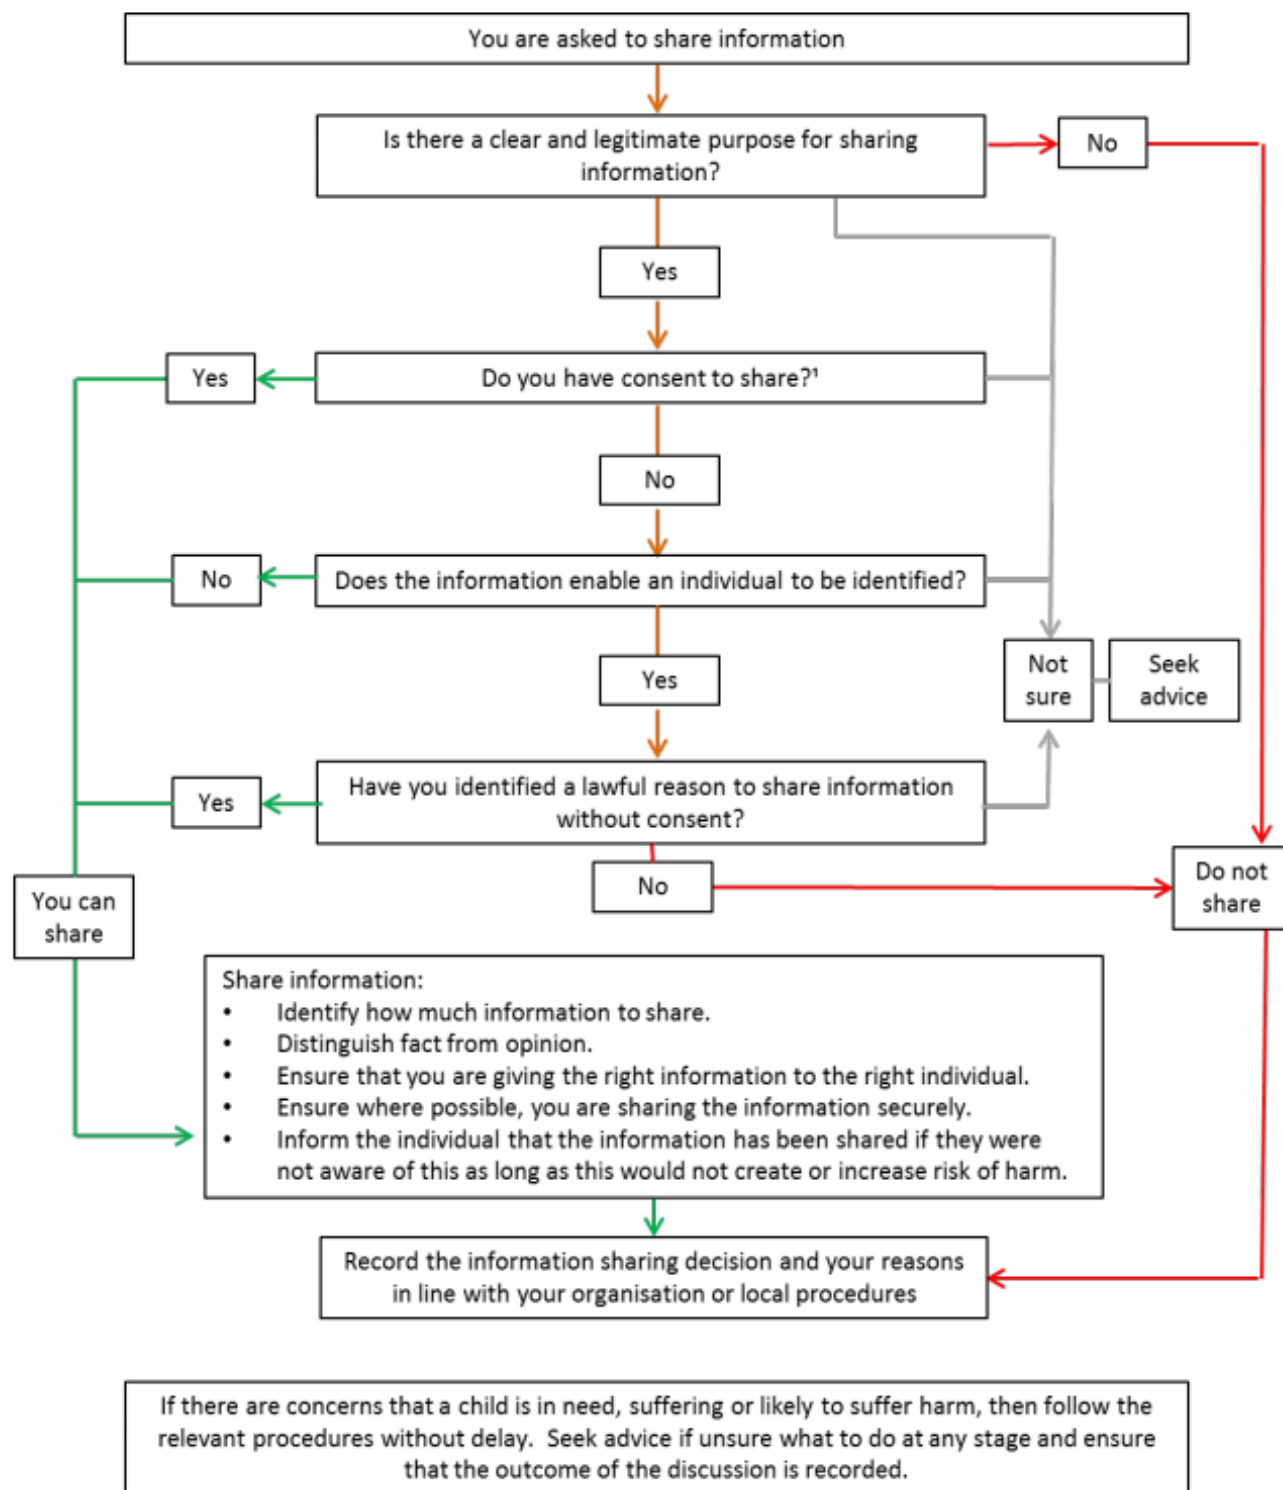 You are asked to share information
Is there a clear and legitimate purpose for sharing
information?
No
Yes
Yes
Do you have consent to share?¹
No
No
Does the information enable an individual to be identified?
Yes
Not
sure
Seek
advice
Yes
Have you identified a lawful reason to share information
without consent?
No
Do not
share
You can
share
Share information:
• Identify how much information to share.
• Distinguish fact from opinion.
• Ensure that you are giving the right information to the right individual.
• Ensure where possible, you are sharing the information securely.
• Inform the individual that the information has been shared if they were
not aware of this as long as this would not create or increase risk of harm.
Record the information sharing decision and your reasons
in line with your organisation or local procedures
If there are concerns that a child is in need, suffering or likely to suffer harm, then follow the
relevant procedures without delay. Seek advice if unsure what to do at any stage and ensure
that the outcome of the discussion is recorded.